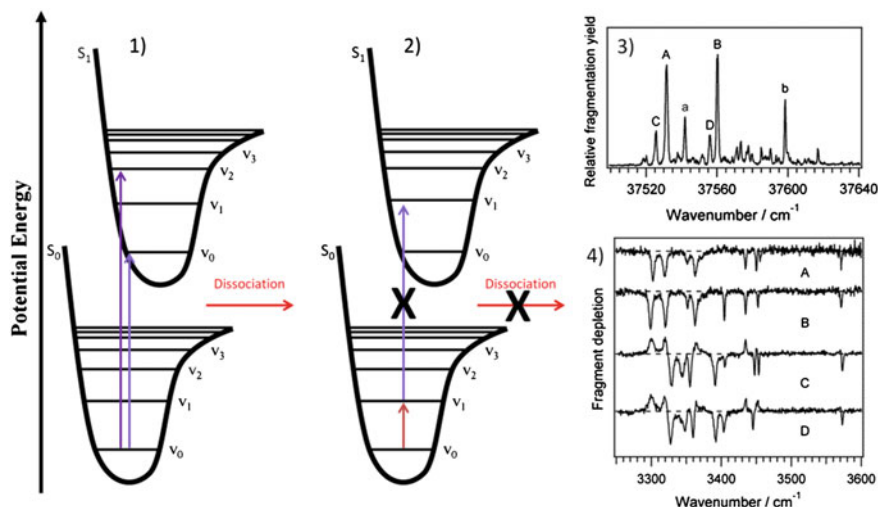 Potential Energy
1)
S1
v3
v2
v1
v0
S0
Dissociation
v3
v2
v1
v0
2)
S1
v3
v2
v1
v0
S0
X
Dissociation
X
v3
v2
v1
v0
3)
Relative fragmentation yield
A
B
C
a
D
b
37520 37560 37600 37640
Wavenumber / cm-1
4)
Fragment depletion
A
B
C
D
3300 3400 3500 3600
Wavenumber / cm-1